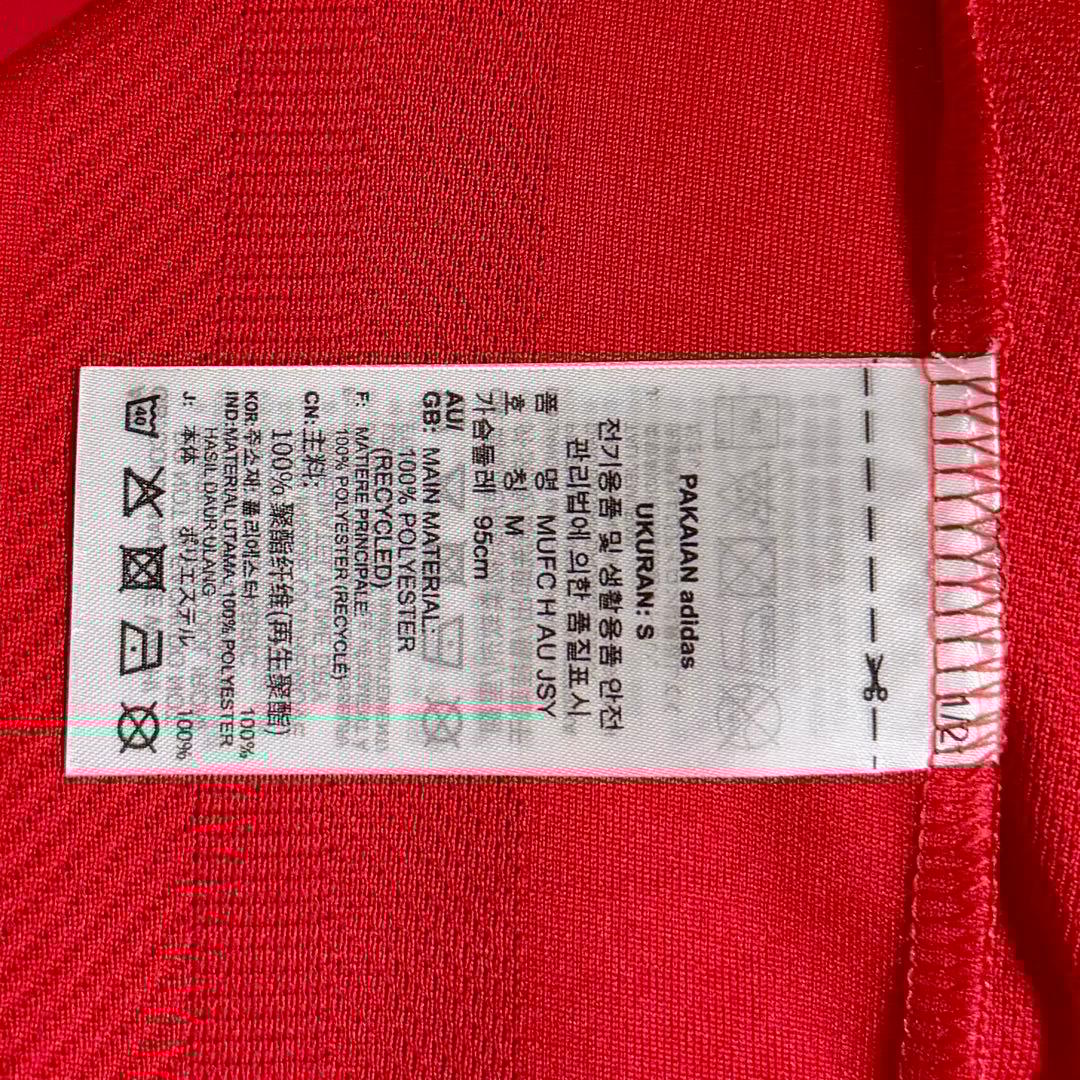 1/2
PAKAIAN adidas
UKURAN: S
전기용품 및 생활용품 안전
관리법에 의한 품질표시
품 명 MUFC H AU JSY
호 칭 M
가슴둘레 95cm
AU/
GB: MAIN MATERIAL:
100% POLYESTER
(RECYCLED)
F: MATIERE PRINCIPALE:
100% POLYESTER (RECYCLÉ)
CN: 主料:
100% 聚酯纤维(再生聚酯)
KOR: 주소재 폴리에스터 100%
IND: MATERIAL UTAMA, 100% POLYESTER
HASIL DAUR ULANG
J: 本体 ポリエステル 100%
40